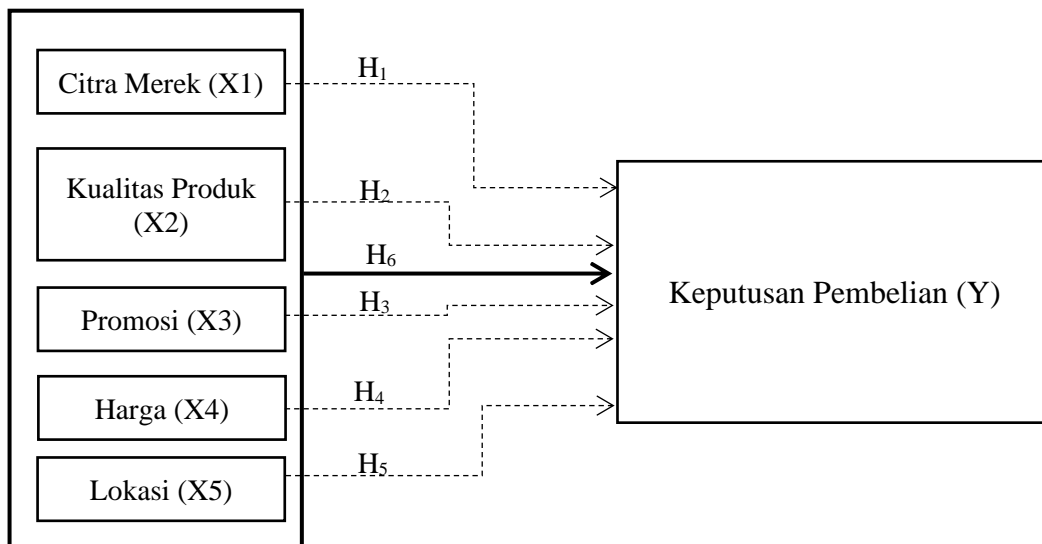 Citra Merek (X1)
H₁
Kualitas Produk
(X2)
H₂
H₆
Promosi (X3)
H₃
Harga (X4)
H₄
Lokasi (X5)
H₅
Keputusan Pembelian (Y)